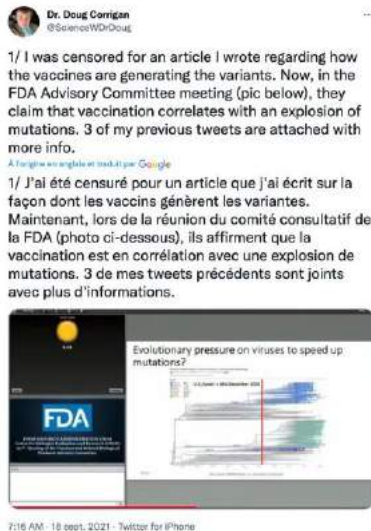 Dr. Doug Corrigan
@ScienceWDrDoug
1/ I was censored for an article I wrote regarding how
the vaccines are generating the variants. Now, in the
FDA Advisory Committee meeting (pic below), they
claim that vaccination correlates with an explosion of
mutations. 3 of my previous tweets are attached with
more info.
À l'origine en anglais et traduit par Google
1/ J'ai été censuré pour un article que j'ai écrit sur la
façon dont les vaccins génèrent les variantes.
Maintenant, lors de la réunion du comité consultatif de
la FDA (photo ci-dessous), ils affirment que la
vaccination est en corrélation avec une explosion de
mutations. 3 de mes tweets précédents sont joints
avec plus d'informations.
Evolutionary pressure on viruses to speed up
mutations?
FDA
7:16 AM · 18 sept. 2021 · Twitter for iPhone